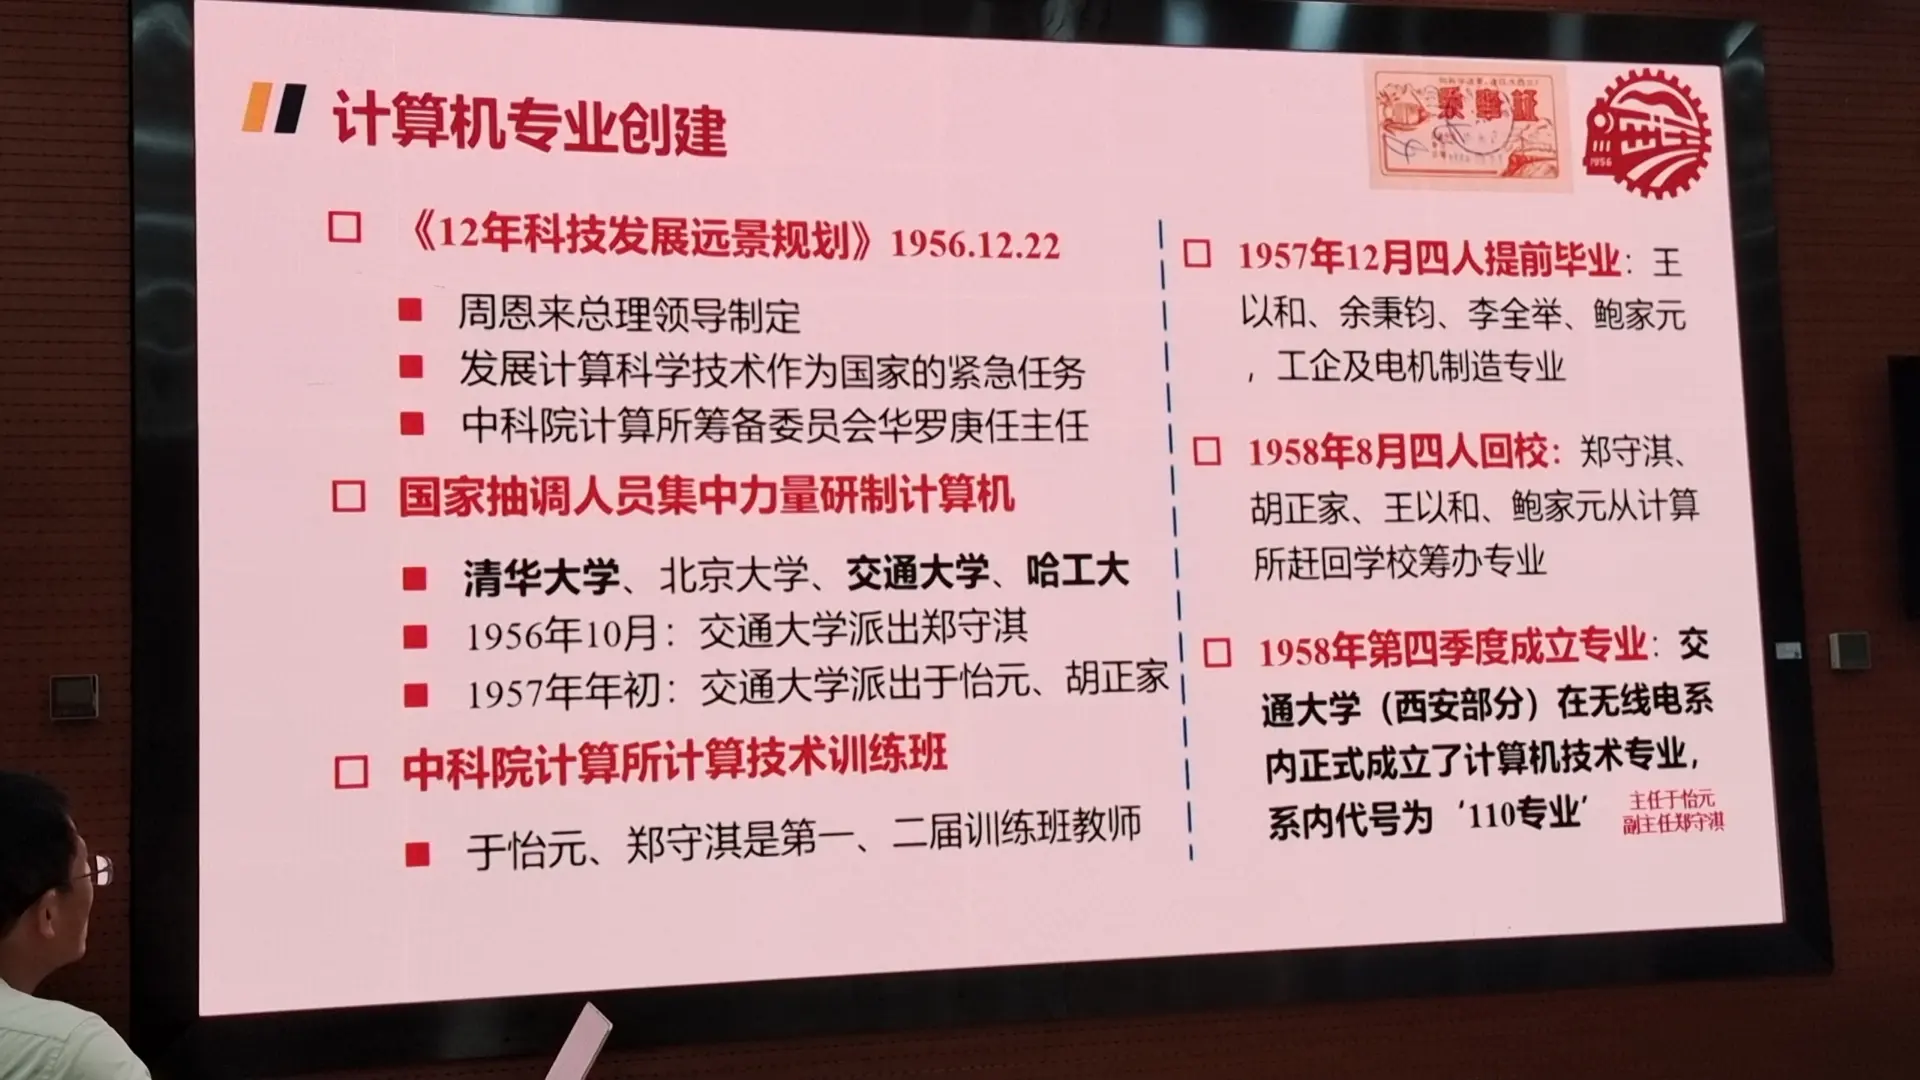 计算机专业创建
《12年科技发展远景规划》1956.12.22
周恩来总理领导制定
发展计算科学技术作为国家的紧急任务
中科院计算所筹备委员会华罗庚任主任
国家抽调人员集中力量研制计算机
清华大学、北京大学、交通大学、哈工大
1956年10月：交通大学派出郑守淇
1957年年初：交通大学派出于怡元、胡正家
中科院计算所计算技术训练班
于怡元、郑守淇是第一、二届训练班教师
1957年12月四人提前毕业：王
以和、余秉钧、李全举、鲍家元
，工企及电机制造专业
1958年8月四人回校：郑守淇、
胡正家、王以和、鲍家元从计算
所赶回学校筹办专业
1958年第四季度成立专业：交
通大学（西安部分）在无线电系
内正式成立了计算机技术专业，
系内代号为‘110专业’
主任于怡元
副主任郑守淇
乘车证
1956